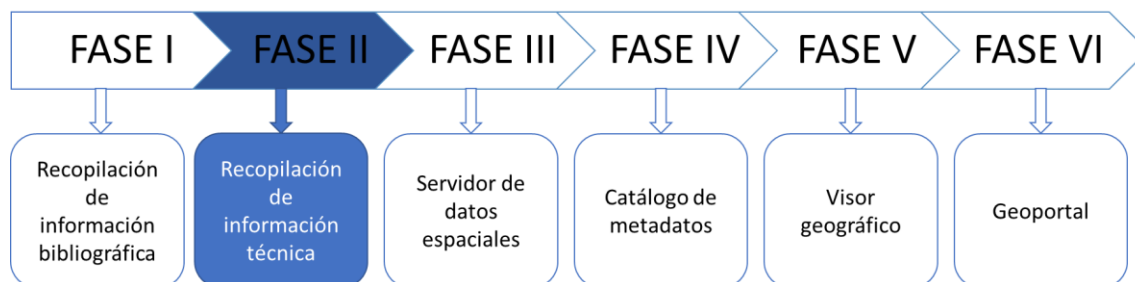 FASE I
FASE II
FASE III
FASE IV
FASE V
FASE VI
Recopilación
de
información
bibliográfica
Recopilación
de
información
técnica
Servidor de
datos
espaciales
Catálogo de
metadatos
Visor
geográfico
Geoportal